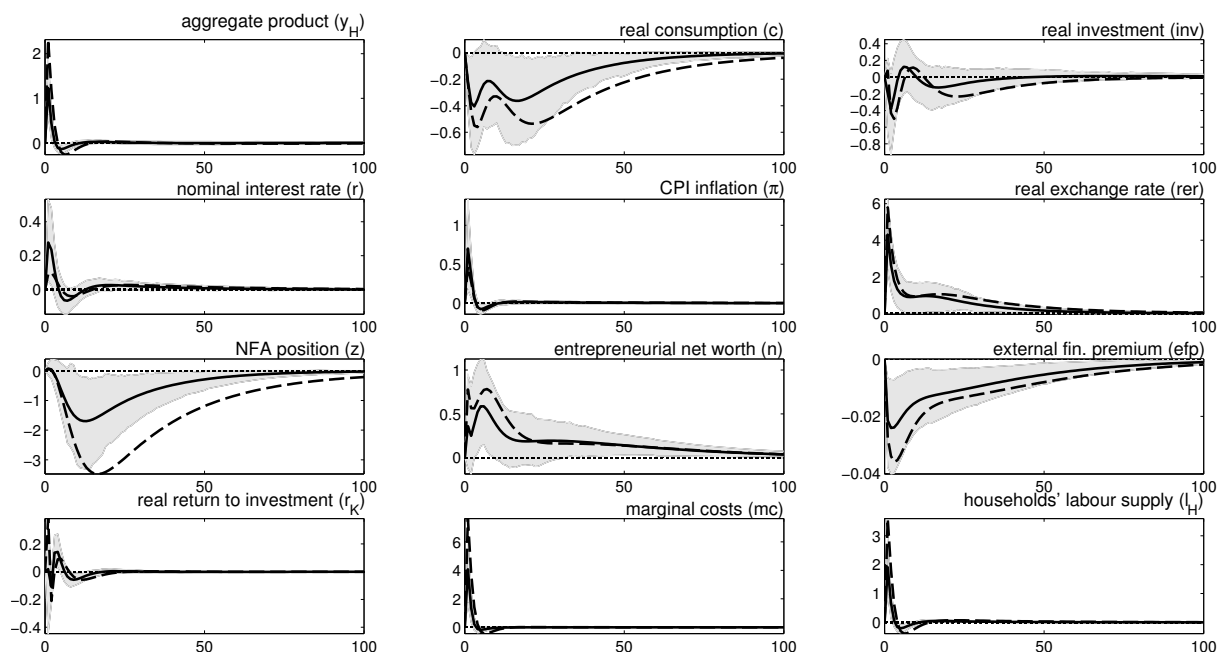 aggregate product (y_H)
2
1
0
0 50 100
real consumption (c)
0
−0.2
−0.4
−0.6
0 50 100
real investment (inv)
0.4
0.2
0
−0.2
−0.4
−0.6
−0.8
0 50 100
nominal interest rate (r)
0.4
0.2
0
0 50 100
CPI inflation (π)
1
0.5
0
0 50 100
real exchange rate (rer)
6
4
2
0
0 50 100
NFA position (z)
0
−1
−2
−3
0 50 100
entrepreneurial net worth (n)
1
0.5
0
0 50 100
external fin. premium (efp)
0
−0.02
−0.04
0 50 100
real return to investment (r_K)
0.2
0
−0.2
−0.4
0 50 100
marginal costs (mc)
6
4
2
0
0 50 100
households' labour supply (l_H)
3
2
1
0
0 50 100